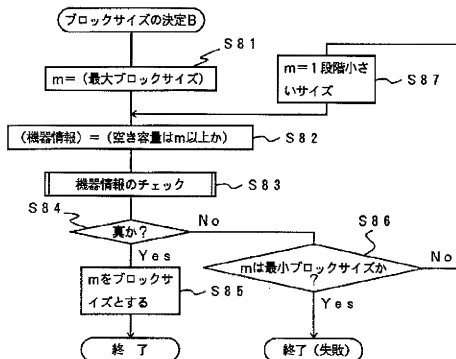 ブロックサイズの決定B
S81
m=(最大ブロックサイズ)
m=1段階小さ
いサイズ
S87
(機器情報)=(空き容量はm以上か)
S82
機器情報のチェック
S83
S84
真か?
No
S86
Yes
mは最小ブロックサイズか
?
No
mをブロックサ
イズとする
S85
Yes
終了
終了(失敗)